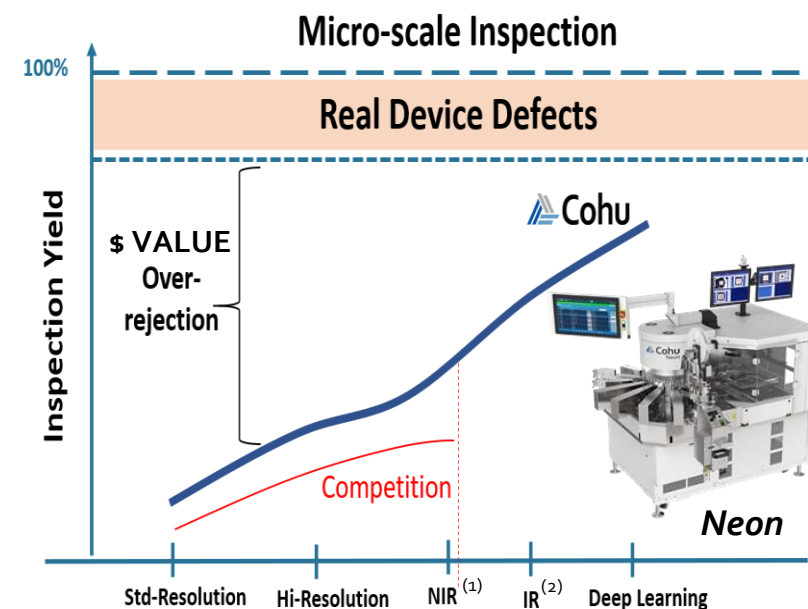 Micro-scale Inspection
100%
Real Device Defects
Inspection Yield
$ VALUE
Over-
rejection
Cohu
Cohu
Competition
Neon
Std-Resolution
Hi-Resolution
NIR (1)
IR (2)
Deep Learning